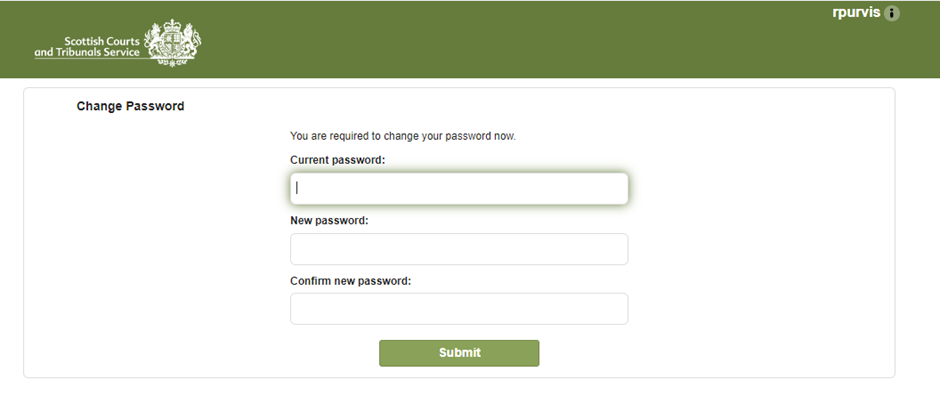 rpurvis
Scottish Courts
and Tribunals Service
Change Password
You are required to change your password now.
Current password:
New password:
Confirm new password:
Submit